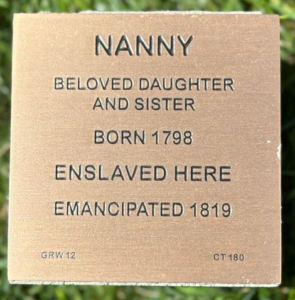 NANNY
BELOVED DAUGHTER
AND SISTER
BORN 1798
ENSLAVED HERE
EMANCIPATED 1819
GRW 12 CT 180